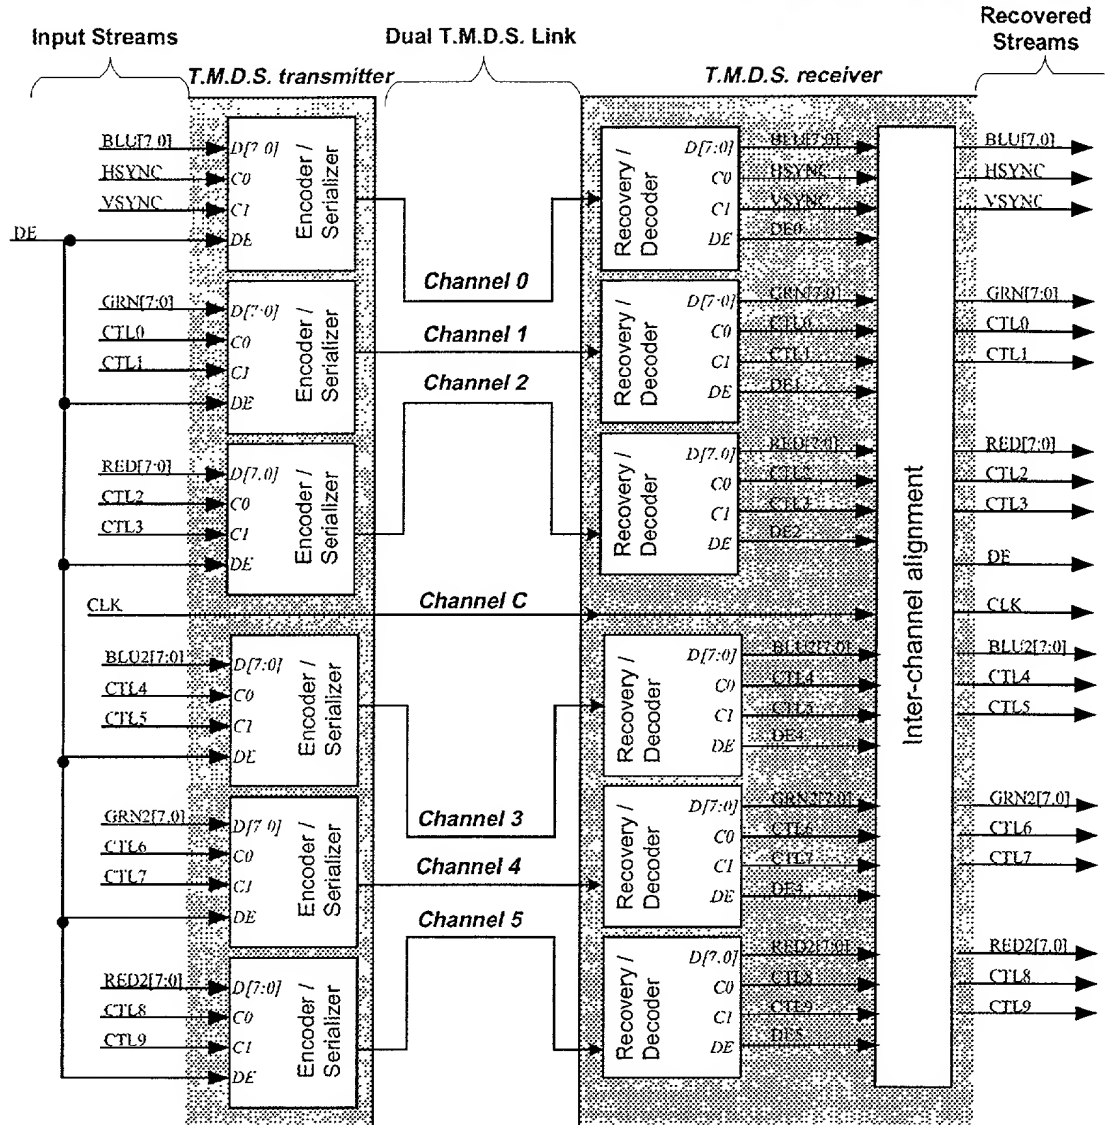 Input Streams
Dual T.M.D.S. Link
Recovered
Streams
T.M.D.S. transmitter
T.M.D.S. receiver
BLU[7:0]
HSYNC
VSYNC
DE
D[7:0]
C0
C1
DE
Encoder /
Serializer
Channel 0
Recovery /
Decoder
D[7:0]
C0
C1
DE
BLU[7:0]
HSYNC
VSYNC
DE0
BLU[7:0]
HSYNC
VSYNC
GRN[7:0]
CTL0
CTL1
D[7:0]
C0
C1
DE
Encoder /
Serializer
Channel 1
Recovery /
Decoder
D[7:0]
C0
C1
DE
GRN[7:0]
CTL0
CTL1
DE1
GRN[7:0]
CTL0
CTL1
RED[7:0]
CTL2
CTL3
D[7,0]
C0
C1
DE
Encoder /
Serializer
Channel 2
Recovery /
Decoder
D[7,0]
C0
C1
DE
RED[7:0]
CTL2
CTL3
DE2
Inter-channel alignment
RED[7:0]
CTL2
CTL3
DE
CLK
Channel C
CLK
BLU2[7:0]
CTL4
CTL5
D[7:0]
C0
C1
DE
Encoder /
Serializer
Channel 3
Recovery /
Decoder
D[7:0]
C0
C1
DE
BLU2[7:0]
CTL4
CTL5
DE4
BLU2[7:0]
CTL4
CTL5
GRN2[7,0]
CTL6
CTL7
D[7:0]
C0
C1
DE
Encoder /
Serializer
Channel 4
Recovery /
Decoder
D[7:0]
C0
C1
DE
GRN2[7,0]
CTL6
CTL7
DE4
GRN2[7,0]
CTL6
CTL7
RED2[7:0]
CTL8
CTL9
D[7:0]
C0
C1
DE
Encoder /
Serializer
Channel 5
Recovery /
Decoder
D[7,0]
C0
C1
DE
RED2[7:0]
CTL8
CTL9
DE5
RED2[7,0]
CTL8
CTL9